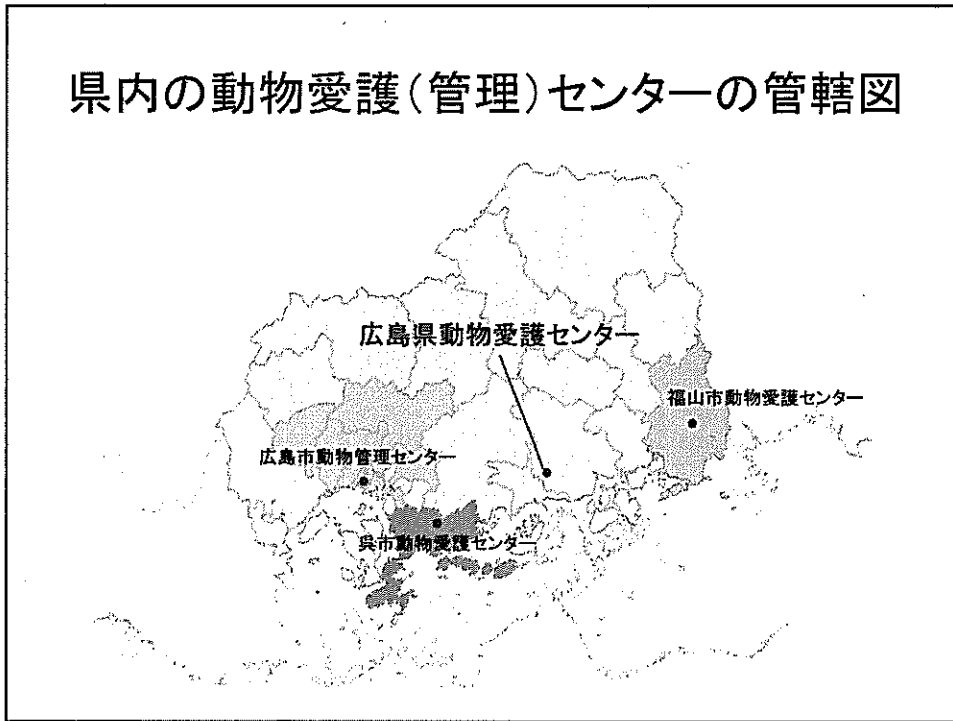 県内の動物愛護(管理)センターの管轄図
広島県動物愛護センター
福山市動物愛護センター
広島市動物管理センター
呉市動物愛護センター